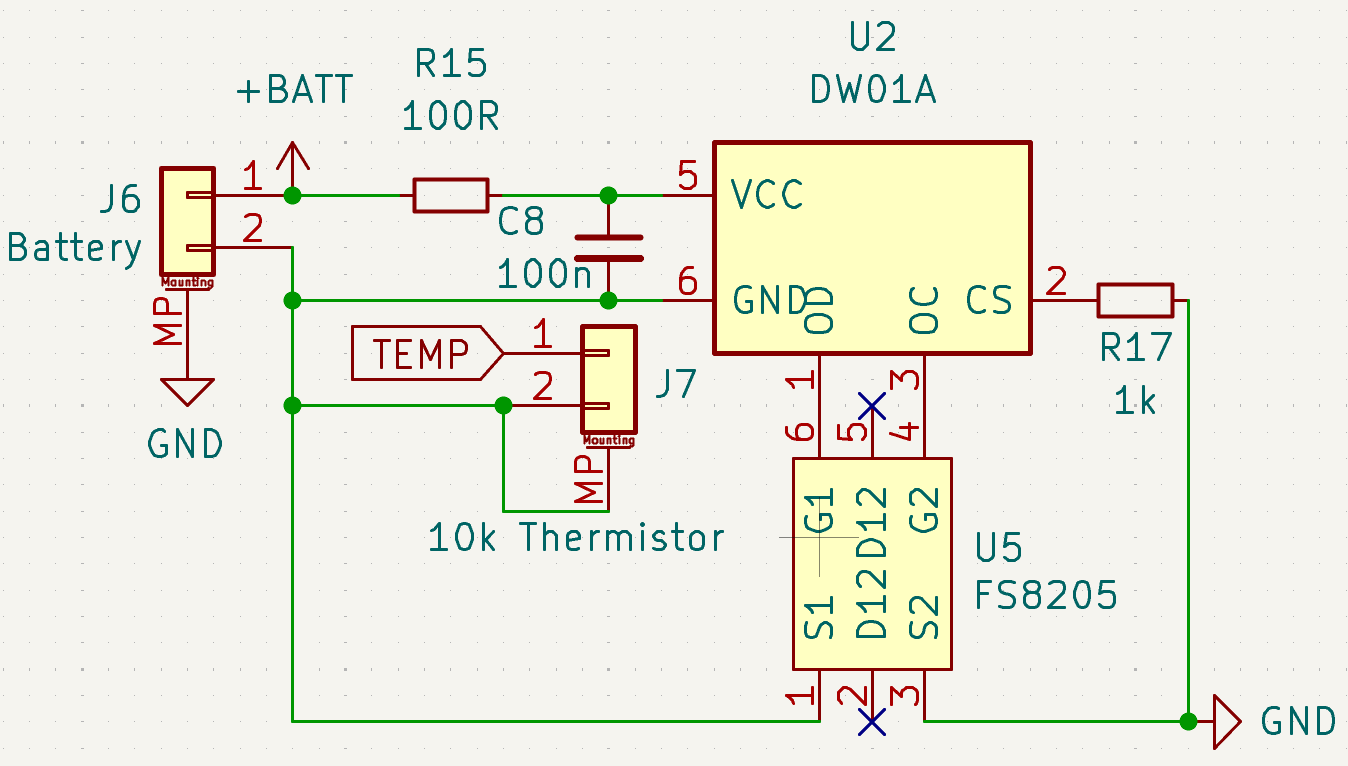 U2
DW01A
R15
100R
+BATT
J6
Battery
1
2
Mounting
MP
GND
C8
100n
5
VCC
6
GND
OD
OC
CS
2
R17
1k
TEMP
1
2
J7
Mounting
MP
10k Thermistor
1
3
6
5
4
G1
D12
G2
S1
D12
S2
U5
FS8205
1
2
3
GND